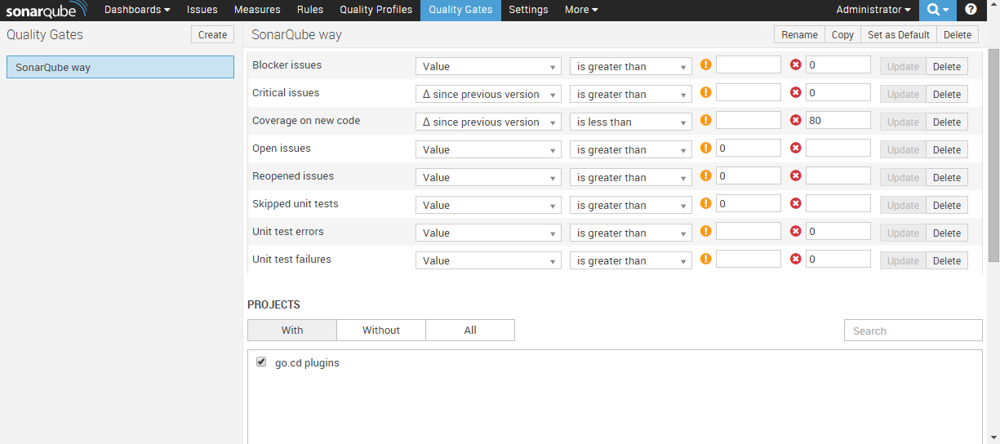 sonarqube Dashboards Issues Measures Rules Quality Profiles Quality Gates Settings More Administrator ?
Quality Gates Create SonarQube way Rename Copy Set as Default Delete
SonarQube way
Blocker issues Value is greater than ! 0 Update Delete
Critical issues Δ since previous version is greater than ! 0 Update Delete
Coverage on new code Δ since previous version is less than ! 80 Update Delete
Open issues Value is greater than ! 0 Update Delete
Reopened issues Value is greater than ! 0 Update Delete
Skipped unit tests Value is greater than ! 0 Update Delete
Unit test errors Value is greater than ! 0 Update Delete
Unit test failures Value is greater than ! 0 Update Delete
PROJECTS
With Without All Search
go.cd plugins